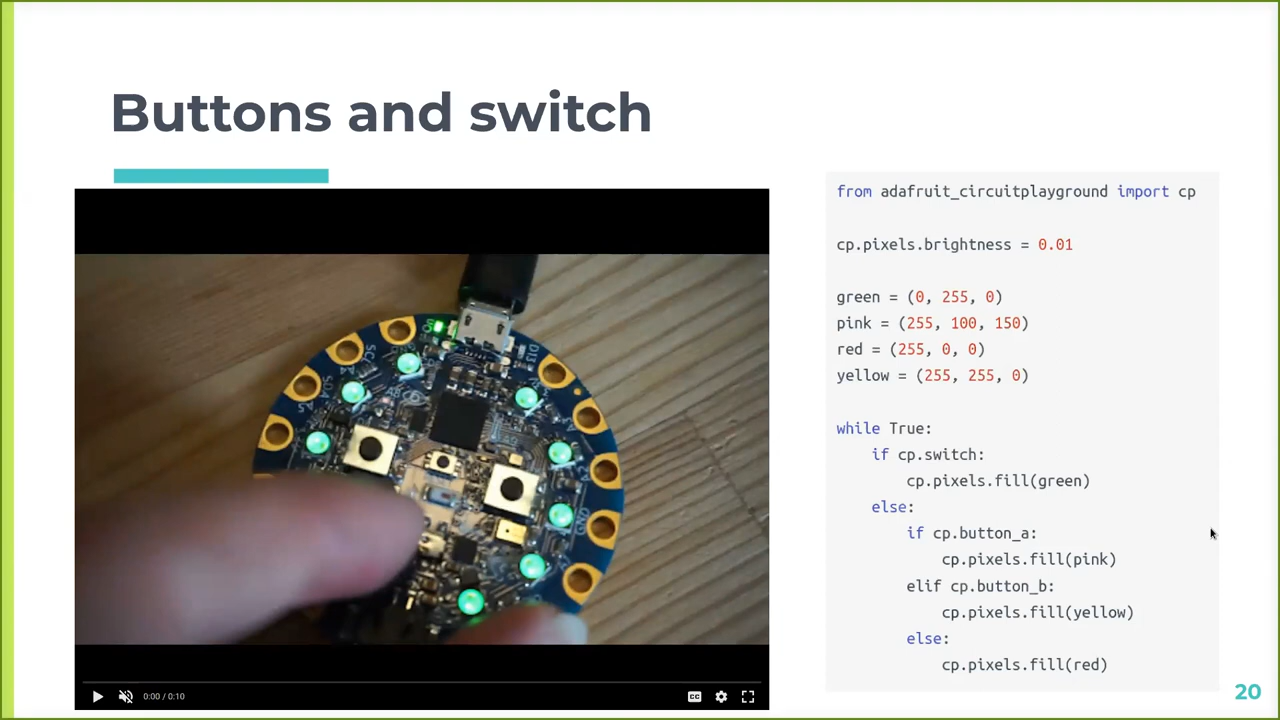 Buttons and switch
from adafruit_circuitplayground import cp
cp.pixels.brightness = 0.01
green = (0, 255, 0)
pink = (255, 100, 150)
red = (255, 0, 0)
yellow = (255, 255, 0)
while True:
    if cp.switch:
        cp.pixels.fill(green)
    else:
        if cp.button_a:
            cp.pixels.fill(pink)
        elif cp.button_b:
            cp.pixels.fill(yellow)
        else:
            cp.pixels.fill(red)
D13
GND
0:00 / 0:10
CC
20